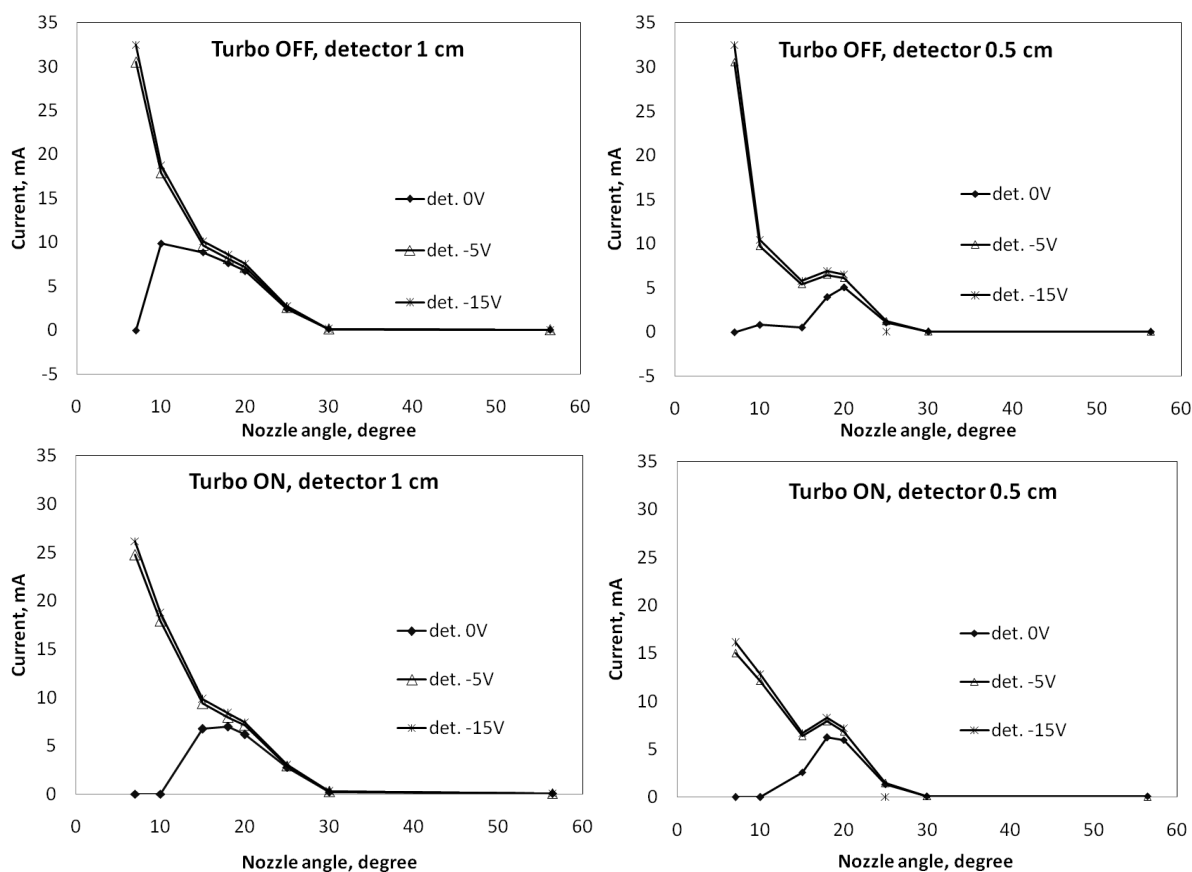 Turbo OFF, detector 1 cm
Current, mA
35
30
25
20
15
10
5
0
-5
det. 0V
det. -5V
det. -15V
0 10 20 30 40 50 60
Nozzle angle, degree
Turbo OFF, detector 0.5 cm
Current, mA
35
30
25
20
15
10
5
0
-5
det. 0V
det. -5V
det. -15V
0 10 20 30 40 50 60
Nozzle angle, degree
Turbo ON, detector 1 cm
Current, mA
35
30
25
20
15
10
5
0
det. 0V
det. -5V
det. -15V
0 10 20 30 40 50 60
Nozzle angle, degree
Turbo ON, detector 0.5 cm
Current, mA
35
30
25
20
15
10
5
0
det. 0V
det. -5V
det. -15V
0 10 20 30 40 50 60
Nozzle angle, degree